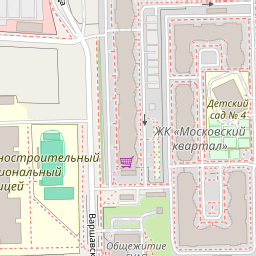 Детский
сад № 4
ЖК «Московский
квартал»
ностроительный
иональный
лицей
Варшавск
Общежитие